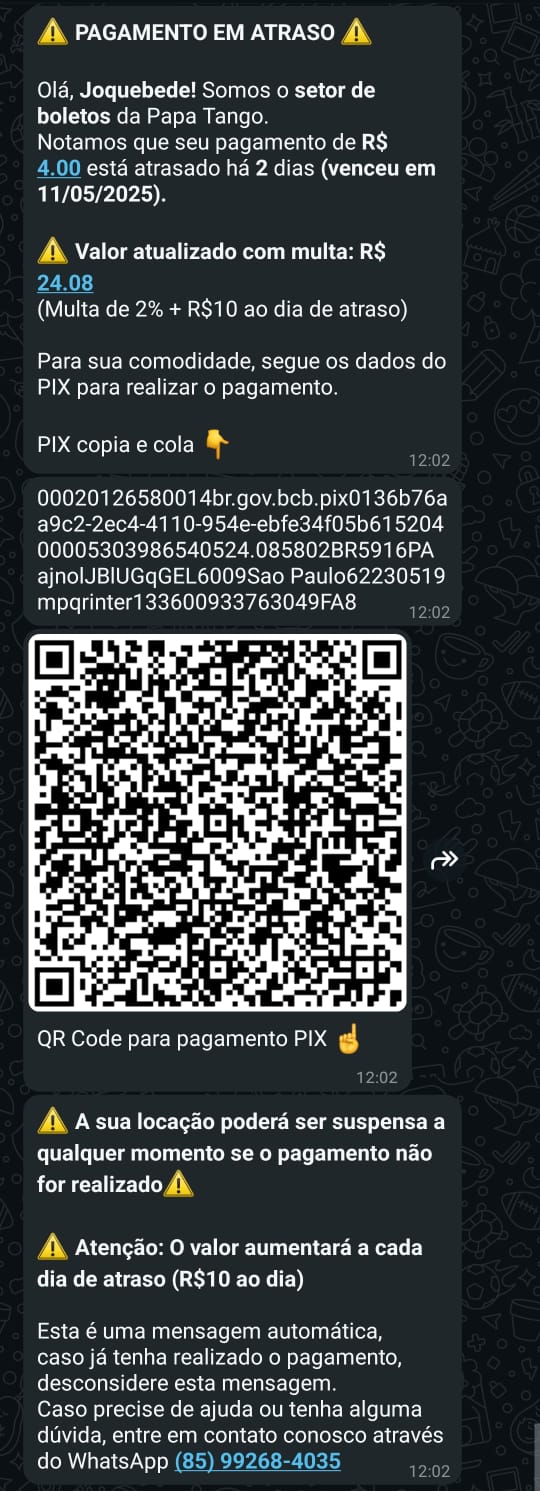 ⚠️ PAGAMENTO EM ATRASO ⚠️
Olá, Joquebede! Somos o setor de
boletos da Papa Tango.
Notamos que seu pagamento de R$
4.00 está atrasado há 2 dias (venceu em
11/05/2025).
⚠️ Valor atualizado com multa: R$
24.08
(Multa de 2% + R$10 ao dia de atraso)
Para sua comodidade, segue os dados do
PIX para realizar o pagamento.
PIX copia e cola 👇
12:02
00020126580014br.gov.bcb.pix0136b76a
a9c2-2ec4-4110-954e-ebfe34f05b615204
00005303986540524.085802BR5916PA
ajnolJBlUGqGEL6009Sao Paulo62230519
mpqrinter133600933763049FA8
12:02
QR Code para pagamento PIX ☝️
12:02
⚠️ A sua locação poderá ser suspensa a
qualquer momento se o pagamento não
for realizado⚠️
⚠️ Atenção: O valor aumentará a cada
dia de atraso (R$10 ao dia)
Esta é uma mensagem automática,
caso já tenha realizado o pagamento,
desconsidere esta mensagem.
Caso precise de ajuda ou tenha alguma
dúvida, entre em contato conosco através
do WhatsApp (85) 99268-4035
12:02